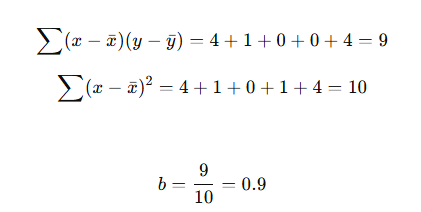 ∑(x − x̄)(y − ȳ) = 4 + 1 + 0 + 0 + 4 = 9
∑(x − x̄)² = 4 + 1 + 0 + 1 + 4 = 10
b = 9/10 = 0.9